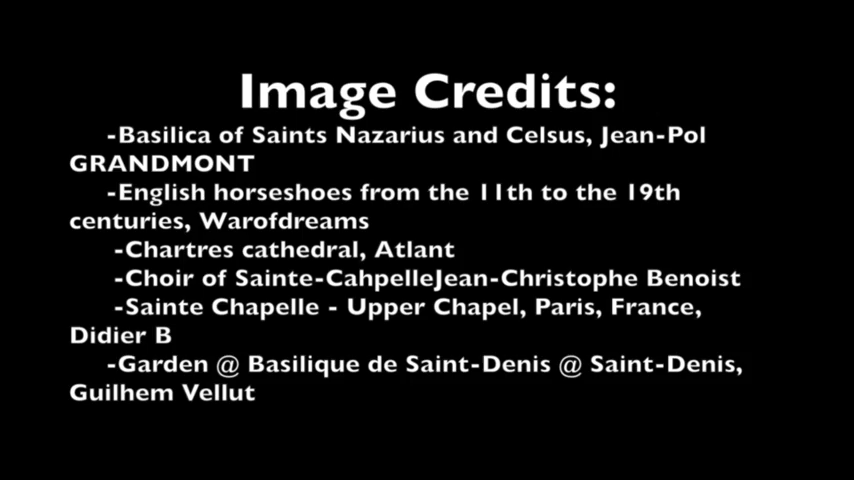 Image Credits:
-Basilica of Saints Nazarius and Celsus, Jean-Pol
GRANDMONT
-English horseshoes from the 11th to the 19th
centuries, Warofdreams
-Chartres cathedral, Atlant
-Choir of Sainte-CahpelleJean-Christophe Benoist
-Sainte Chapelle - Upper Chapel, Paris, France,
Didier B
-Garden @ Basilique de Saint-Denis @ Saint-Denis,
Guilhem Vellut